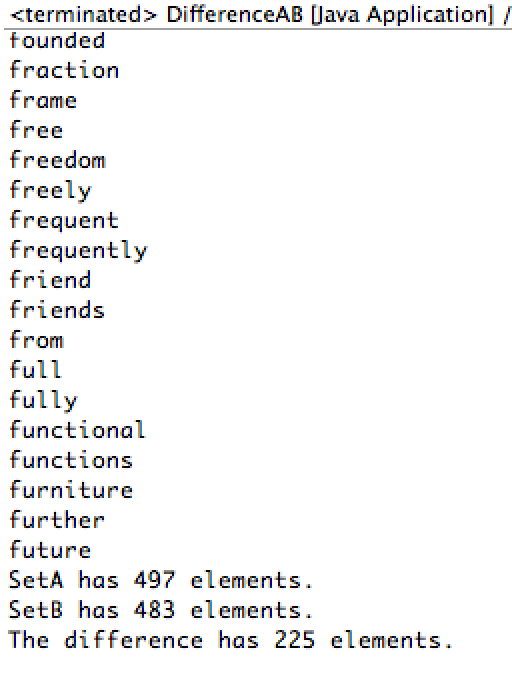 <terminated> DifferenceAB [Java Application] /
founded
fraction
frame
free
freedom
freely
frequent
frequently
friend
friends
from
full
fully
functional
functions
furniture
further
future
SetA has 497 elements.
SetB has 483 elements.
The difference has 225 elements.